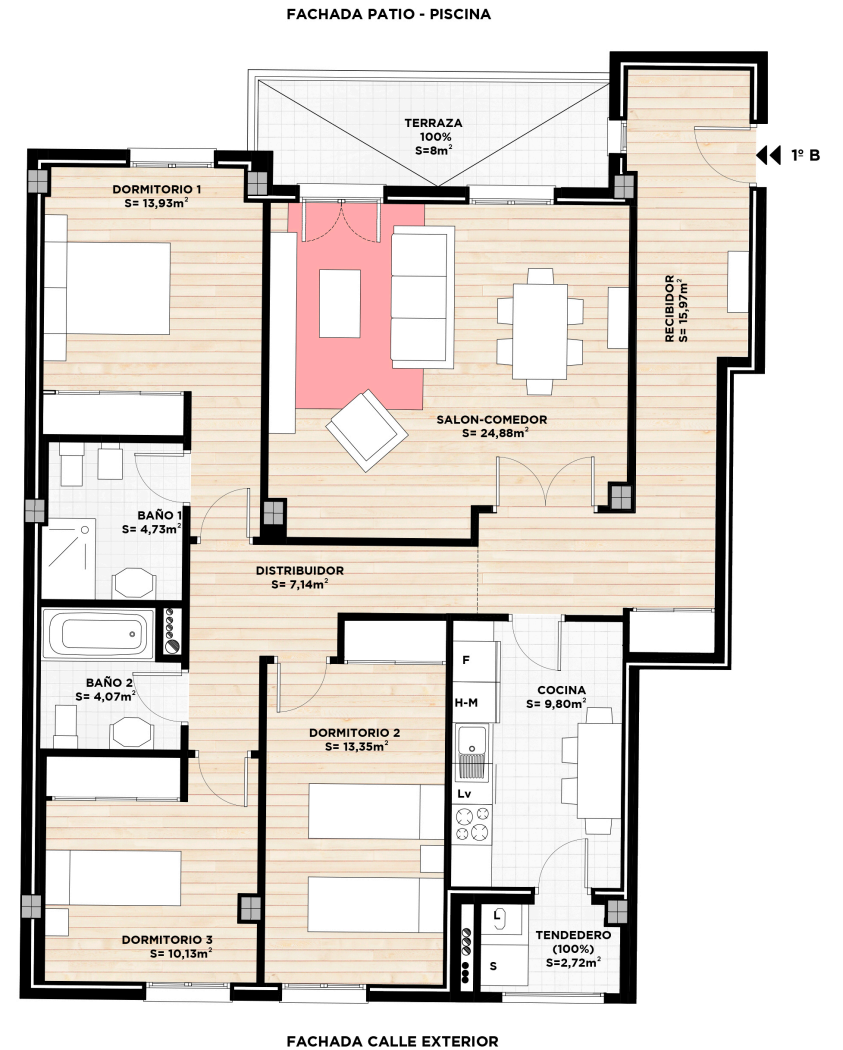 FACHADA PATIO - PISCINA
TERRAZA
100%
S=8m²
1º B
DORMITORIO 1
S= 13,93m²
RECIBIDOR
S= 15,97m²
SALON-COMEDOR
S= 24,88m²
BAÑO 1
S= 4,73m²
DISTRIBUIDOR
S= 7,14m²
F
BAÑO 2
S= 4,07m²
COCINA
S= 9,80m²
H-M
DORMITORIO 2
S= 13,35m²
Lv
L
DORMITORIO 3
S= 10,13m²
TENDEDERO
(100%)
S=2,72m²
S
FACHADA CALLE EXTERIOR